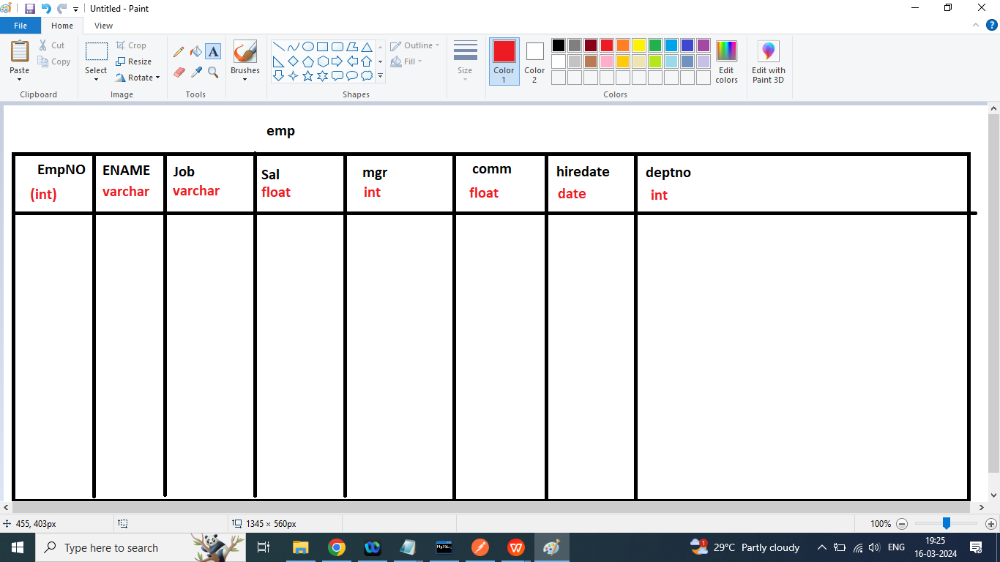 Untitled - Paint
File Home View
Paste Cut Copy Clipboard
Select Crop Resize Rotate Image
A
Tools
Brushes
Shapes
Outline
Fill
Size
Color 1
Color 2
Edit colors
Colors
Edit with Paint 3D
emp
EmpNO ENAME Job Sal mgr comm hiredate deptno
(int) varchar varchar float int float date int
455, 403px
1345 × 560px
100%
Type here to search
MySQL
1
29°C Partly cloudy
ENG
19:25
16-03-2024